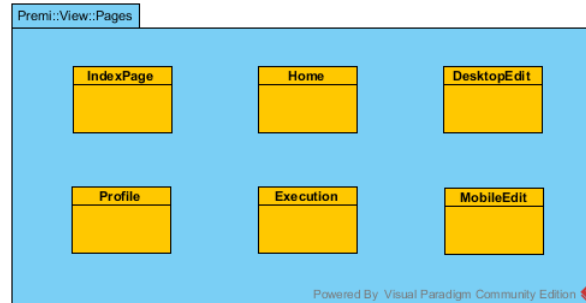 Premi::View::Pages
IndexPage
Home
DesktopEdit
Profile
Execution
MobileEdit
Powered By Visual Paradigm Community Edition